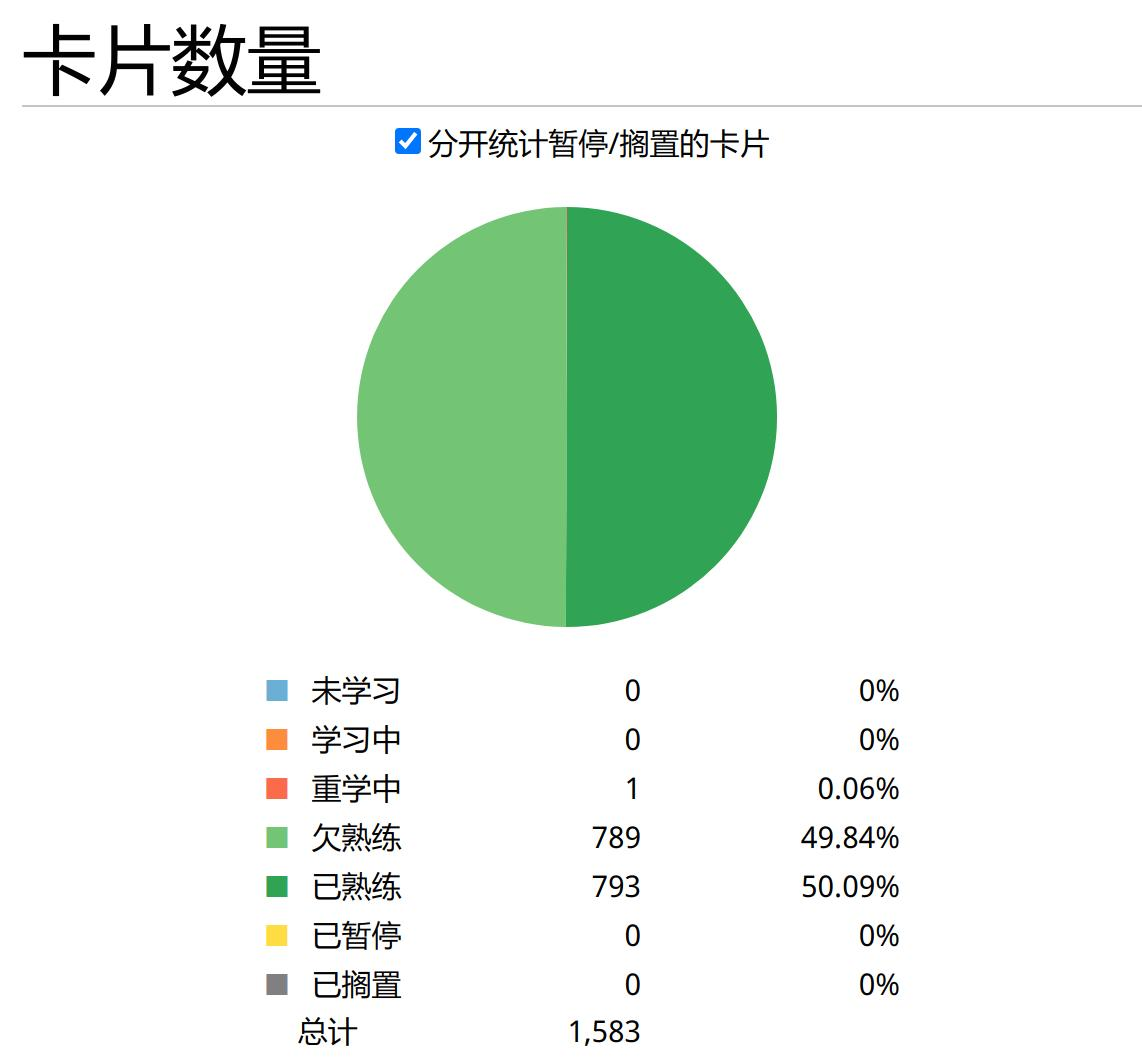 卡片数量
分开统计暂停/搁置的卡片
未学习 0 0%
学习中 0 0%
重学中 1 0.06%
欠熟练 789 49.84%
已熟练 793 50.09%
已暂停 0 0%
已搁置 0 0%
总计 1,583